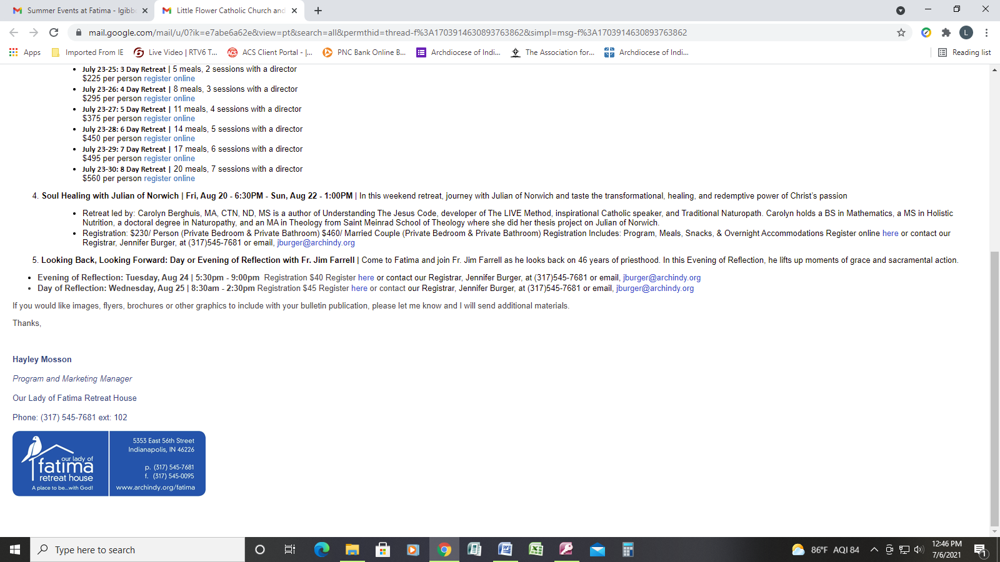 Summer Events at Fatima - lgibb
Little Flower Catholic Church and
mail.google.com/mail/u/0?ik=e7abe6a62e&view=pt&search=all&permthid=thread-f%3A1703914630893763862&simpl=msg-f%3A1703914630893763862
L
Apps
Imported From IE
Live Video | RTV6 T...
ACS Client Portal - |...
PNC Bank Online B...
Archdiocese of Indi...
The Association for...
Archdiocese of Indi...
Reading list
• July 23-25: 3 Day Retreat | 5 meals, 2 sessions with a director
$225 per person register online
• July 23-26: 4 Day Retreat | 8 meals, 3 sessions with a director
$295 per person register online
• July 23-27: 5 Day Retreat | 11 meals, 4 sessions with a director
$375 per person register online
• July 23-28: 6 Day Retreat | 14 meals, 5 sessions with a director
$450 per person register online
• July 23-29: 7 Day Retreat | 17 meals, 6 sessions with a director
$495 per person register online
• July 23-30: 8 Day Retreat | 20 meals, 7 sessions with a director
$560 per person register online
4. Soul Healing with Julian of Norwich | Fri, Aug 20 - 6:30PM - Sun, Aug 22 - 1:00PM | In this weekend retreat, journey with Julian of Norwich and taste the transformational, healing, and redemptive power of Christ's passion
• Retreat led by: Carolyn Berghuis, MA, CTN, ND, MS is a author of Understanding The Jesus Code, developer of The LIVE Method, inspirational Catholic speaker, and Traditional Naturopath. Carolyn holds a BS in Mathematics, a MS in Holistic
Nutrition, a doctoral degree in Naturopathy, and an MA in Theology from Saint Meinrad School of Theology where she did her thesis project on Julian of Norwich.
• Registration: $230/ Person (Private Bedroom & Private Bathroom) $460/ Married Couple (Private Bedroom & Private Bathroom) Registration Includes: Program, Meals, Snacks, & Overnight Accommodations Register online here or contact our
Registrar, Jennifer Burger, at (317)545-7681 or email, jburger@archindy.org
5. Looking Back, Looking Forward: Day or Evening of Reflection with Fr. Jim Farrell | Come to Fatima and join Fr. Jim Farrell as he looks back on 46 years of priesthood. In this Evening of Reflection, he lifts up moments of grace and sacramental action.
• Evening of Reflection: Tuesday, Aug 24 | 5:30pm - 9:00pm Registration $40 Register here or contact our Registrar, Jennifer Burger, at (317)545-7681 or email, jburger@archindy.org
• Day of Reflection: Wednesday, Aug 25 | 8:30am - 2:30pm Registration $45 Register here or contact our Registrar, Jennifer Burger, at (317)545-7681 or email, jburger@archindy.org
If you would like images, flyers, brochures or other graphics to include with your bulletin publication, please let me know and I will send additional materials.
Thanks,
Hayley Mosson
Program and Marketing Manager
Our Lady of Fatima Retreat House
Phone: (317) 545-7681 ext: 102
our lady of
fatima
retreat house
A place to be...with God!
5353 East 56th Street
Indianapolis, IN 46226
p. (317) 545-7681
f. (317) 545-0095
www.archindy.org/fatima
Type here to search
86°F AQI 84
12:46 PM
7/6/2021
1